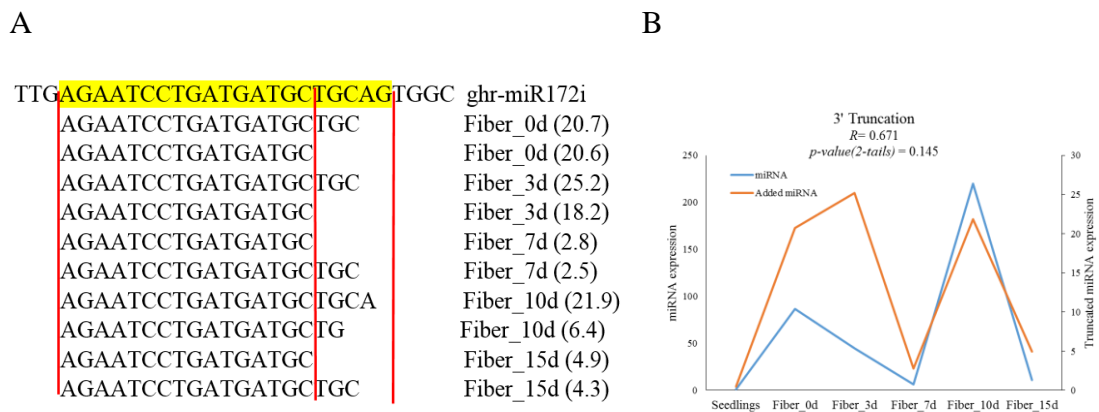 A
B
TTGAGAATCCTGATGATGCTGCAGTGGC ghr-miR172i
AGAATCCTGATGATGCTGC Fiber_0d (20.7)
AGAATCCTGATGATGC Fiber_0d (20.6)
AGAATCCTGATGATGCTGC Fiber_3d (25.2)
AGAATCCTGATGATGC Fiber_3d (18.2)
AGAATCCTGATGATGC Fiber_7d (2.8)
AGAATCCTGATGATGCTGC Fiber_7d (2.5)
AGAATCCTGATGATGCTGCA Fiber_10d (21.9)
AGAATCCTGATGATGCTG Fiber_10d (6.4)
AGAATCCTGATGATGC Fiber_15d (4.9)
AGAATCCTGATGATGCTGC Fiber_15d (4.3)
3' Truncation
R= 0.671
p-value(2-tails) = 0.145
miRNA
Added miRNA
miRNA expression
250
200
150
100
50
0
30
25
20
15
10
5
0
Truncated miRNA expression
Seedlings Fiber_0d Fiber_3d Fiber_7d Fiber_10d Fiber_15d